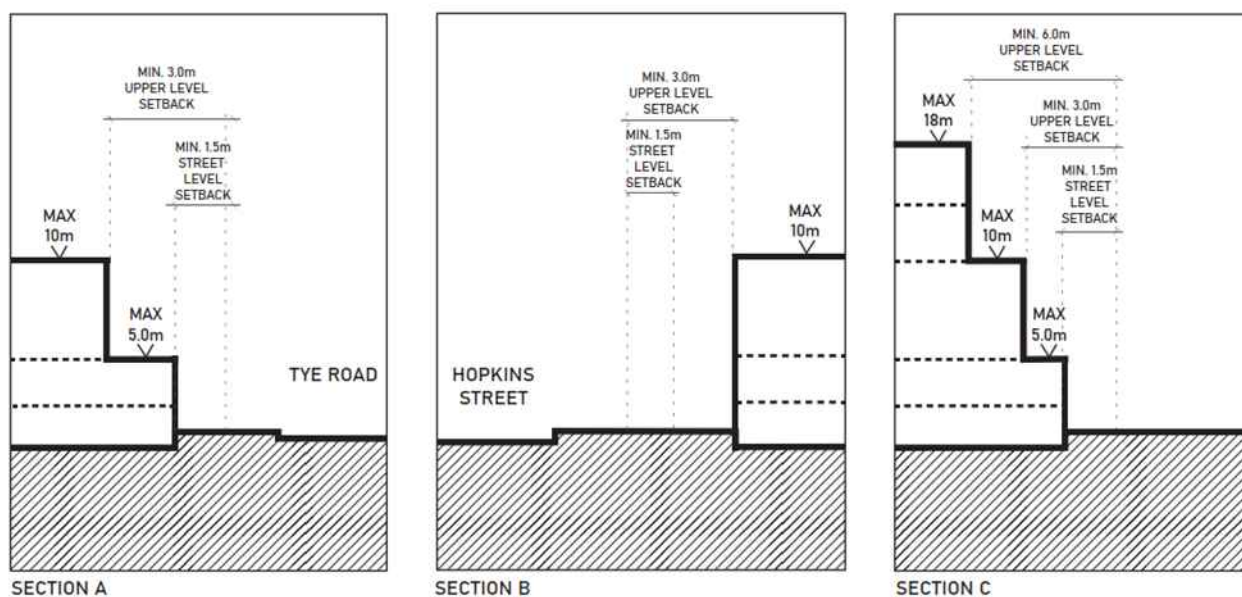 MIN. 3.0m
UPPER LEVEL
SETBACK
MIN. 1.5m
STREET
LEVEL
SETBACK
MAX
10m
MAX
5.0m
TYE ROAD
SECTION A
MIN. 3.0m
UPPER LEVEL
SETBACK
MIN. 1.5m
STREET
LEVEL
SETBACK
MAX
10m
HOPKINS
STREET
SECTION B
MIN. 6.0m
UPPER LEVEL
SETBACK
MAX
18m
MIN. 3.0m
UPPER LEVEL
SETBACK
MIN. 1.5m
STREET
LEVEL
SETBACK
MAX
10m
MAX
5.0m
SECTION C